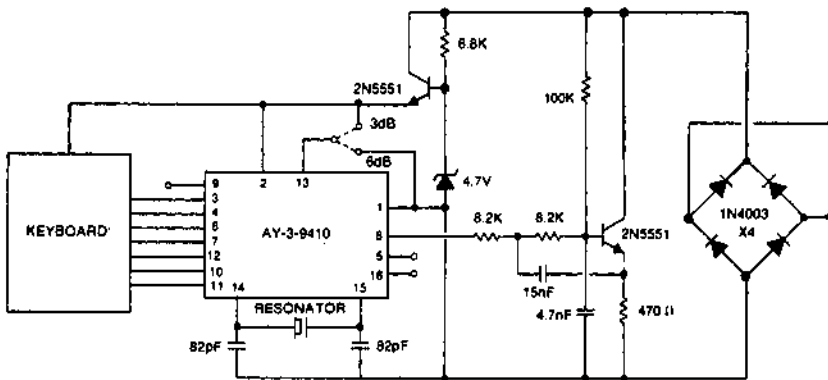 6.8K
2N5551
100K
3dB
6dB
9
2
13
3
4
6
7
12
10
11
14
15
1
8
5
16
KEYBOARD
AY-3-9410
4.7V
8.2K
8.2K
2N5551
1N4003
X4
15nF
4.7nF
470 Ω
RESONATOR
82pF
82pF